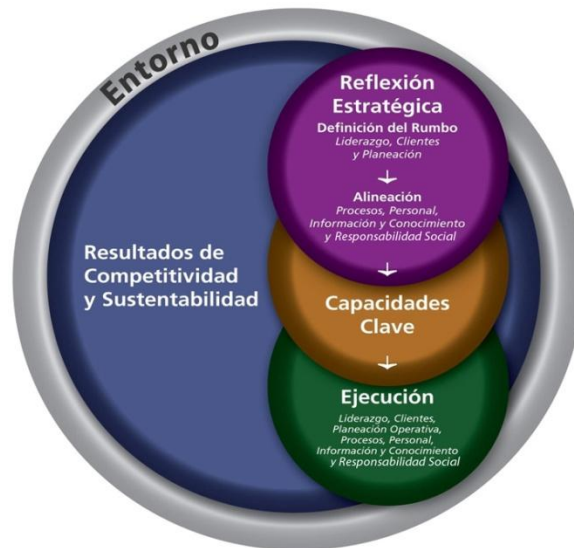 Entorno
Reflexión
Estratégica
Definición del Rumbo
Liderazgo, Clientes
y Planeación
Alineación
Procesos, Personal,
Información y Conocimiento
y Responsabilidad Social
Resultados de
Competitividad
y Sustentabilidad
Capacidades
Clave
Ejecución
Liderazgo, Clientes,
Planeación Operativa,
Procesos, Personal,
Información y Conocimiento
y Responsabilidad Social